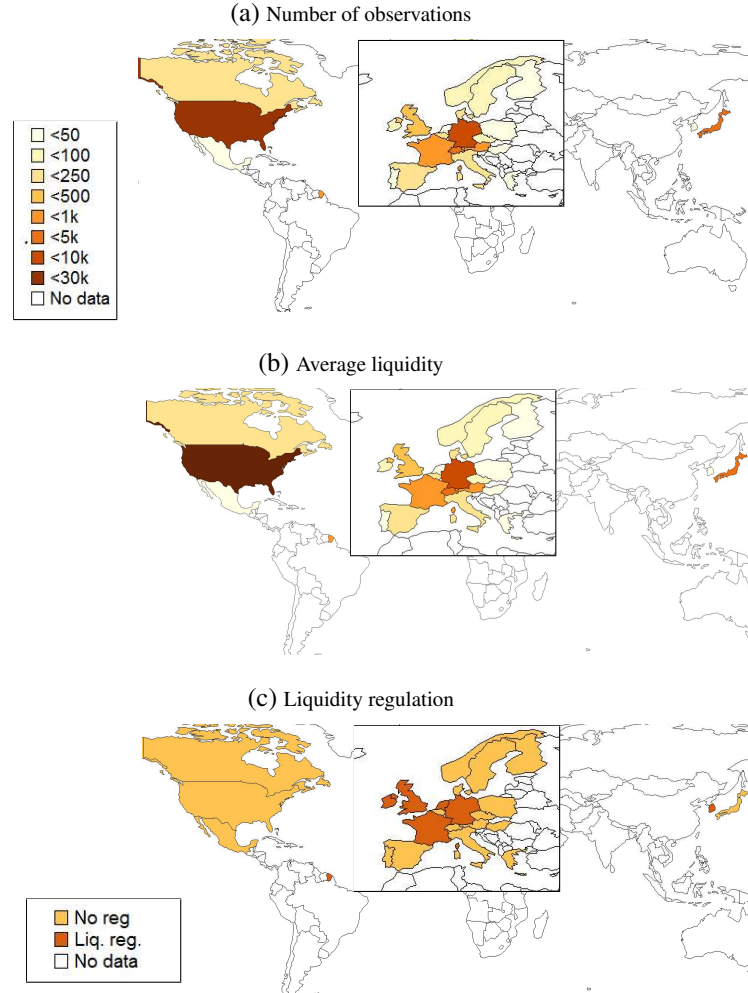 (a) Number of observations
<50
<100
<250
<500
<1k
<5k
<10k
<30k
No data
(b) Average liquidity
(c) Liquidity regulation
No reg
Liq. reg.
No data